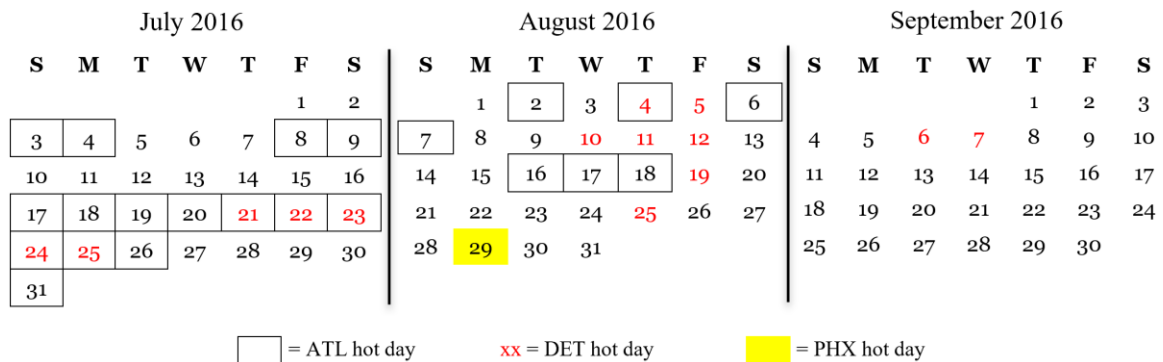 July 2016
S M T W T F S
1 2
3 4 5 6 7 8 9
10 11 12 13 14 15 16
17 18 19 20 21 22 23
24 25 26 27 28 29 30
31
August 2016
S M T W T F S
1 2 3 4 5 6
7 8 9 10 11 12 13
14 15 16 17 18 19 20
21 22 23 24 25 26 27
28 29 30 31
September 2016
S M T W T F S
1 2 3
4 5 6 7 8 9 10
11 12 13 14 15 16 17
18 19 20 21 22 23 24
25 26 27 28 29 30
= ATL hot day
xx = DET hot day
= PHX hot day